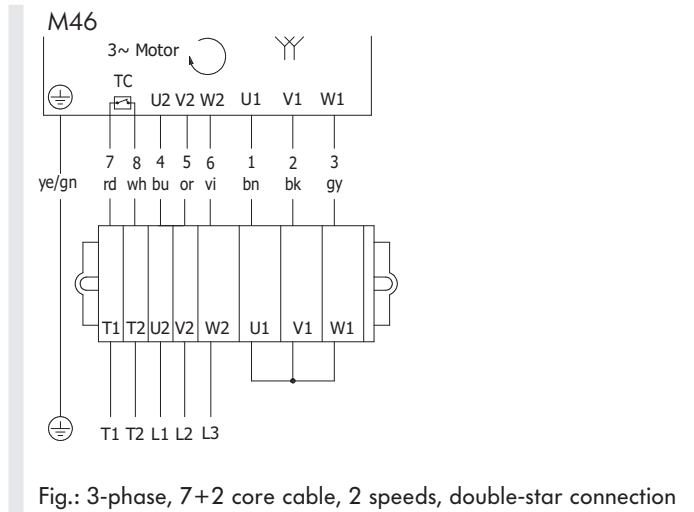 M46
3~ Motor
TC
U2 V2 W2 U1 V1 W1
7 8 4 5 6 1 2 3
ye/gn rd wh bu or vi bn bk gy
T1 T2 U2 V2 W2 U1 V1 W1
T1 T2 L1 L2 L3
Fig.: 3-phase, 7+2 core cable, 2 speeds, double-star connection